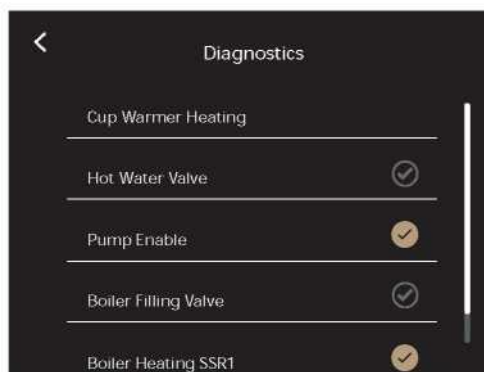 Diagnostics
Cup Warmer Heating
Hot Water Valve
Pump Enable
Boiler Filling Valve
Boiler Heating SSR1